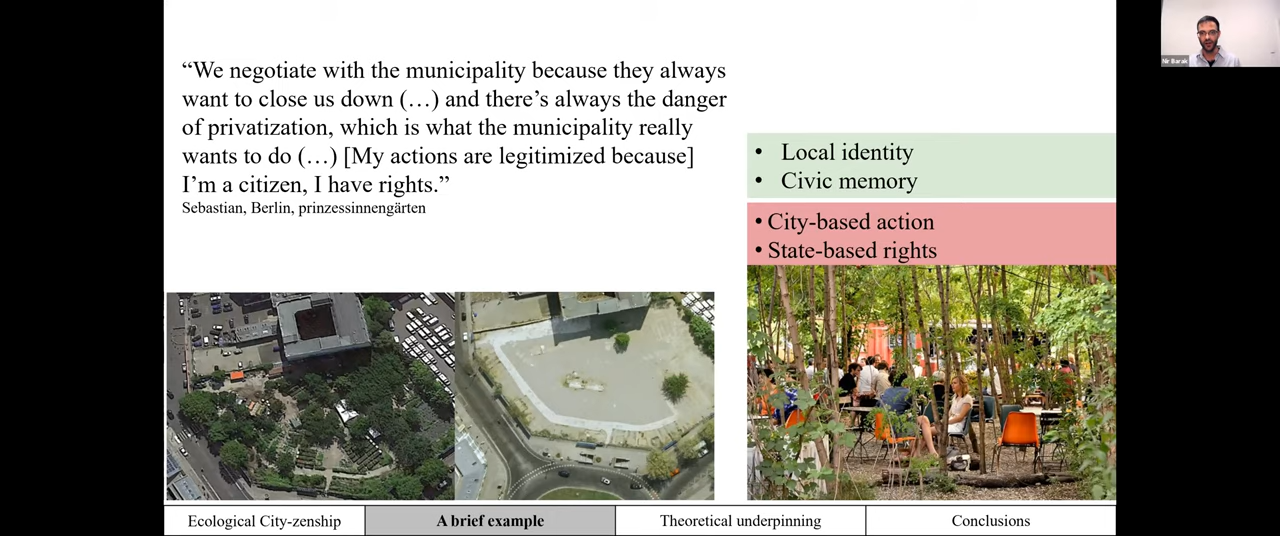 “We negotiate with the municipality because they always
want to close us down (…) and there’s always the danger
of privatization, which is what the municipality really
wants to do (…) [My actions are legitimized because]
I’m a citizen, I have rights.”
Sebastian, Berlin, prinzessinnengärten
• Local identity
• Civic memory
• City-based action
• State-based rights
Nir Barak
Ecological City-zenship
A brief example
Theoretical underpinning
Conclusions